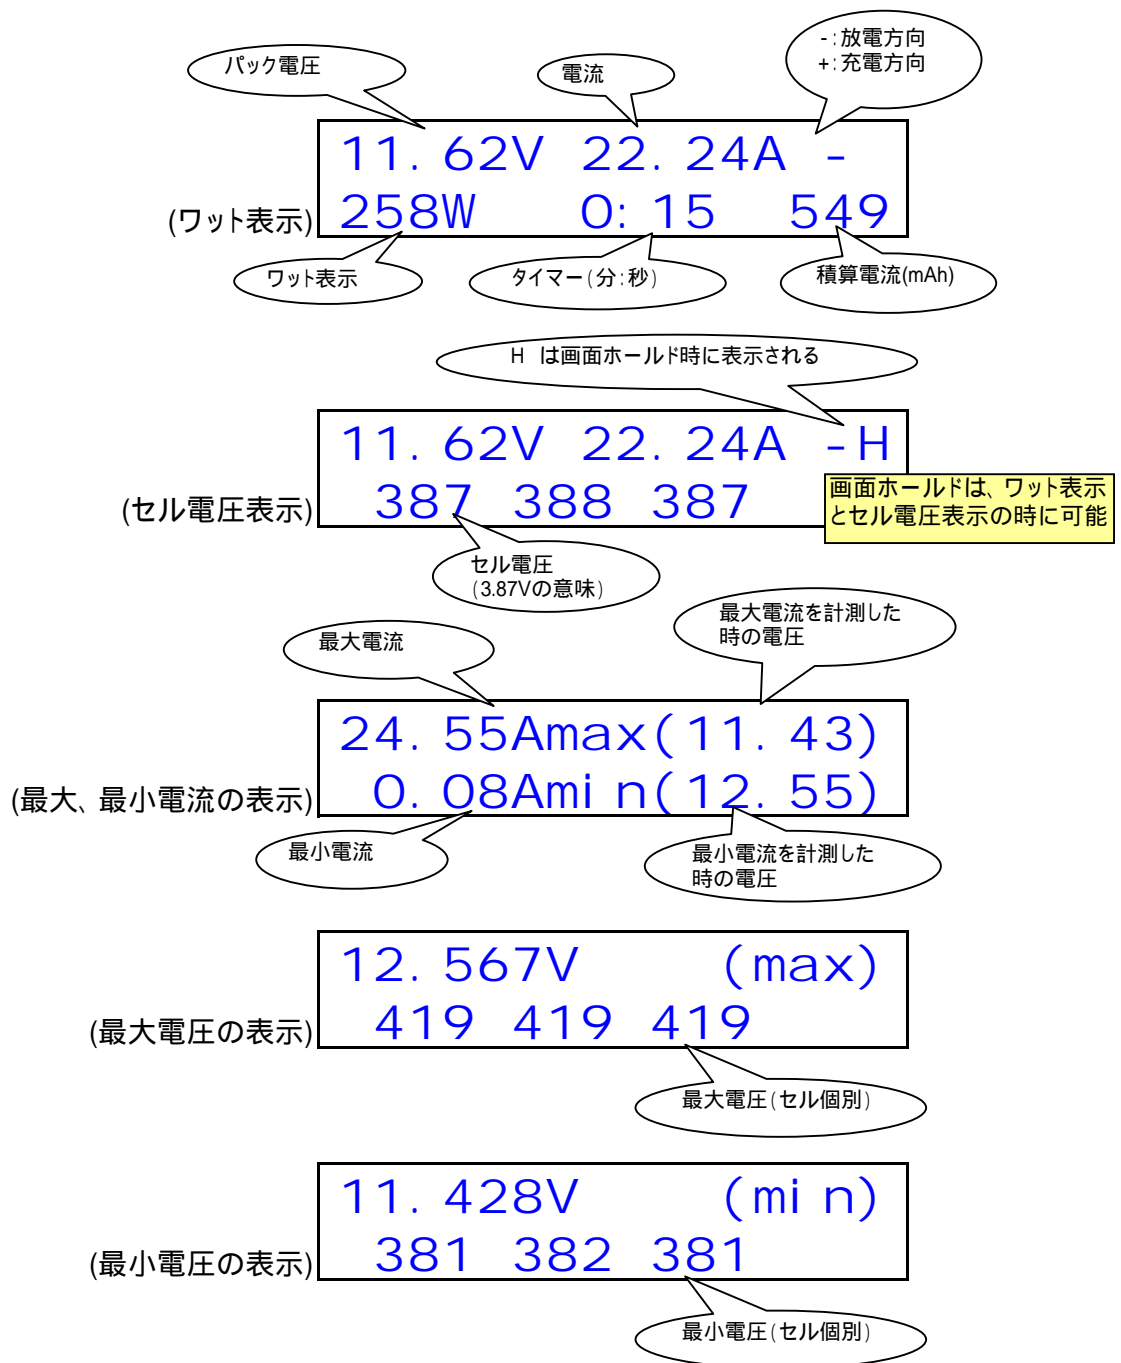 -:放電方向
+:充電方向
パック電圧
電流
11.62V 22.24A -
(ワット表示)
258W 0:15 549
ワット表示
タイマー(分:秒)
積算電流(mAh)
H は画面ホールド時に表示される
11.62V 22.24A -H
(セル電圧表示)
387 388 387
画面ホールドは、ワット表示
とセル電圧表示の時に可能
セル電圧
(3.87Vの意味)
最大電流を計測した
時の電圧
最大電流
24.55Amax(11.43)
(最大、最小電流の表示)
0.08Amin(12.55)
最小電流
最小電流を計測した
時の電圧
12.567V (max)
(最大電圧の表示)
419 419 419
最大電圧(セル個別)
11.428V (min)
(最小電圧の表示)
381 382 381
最小電圧(セル個別)